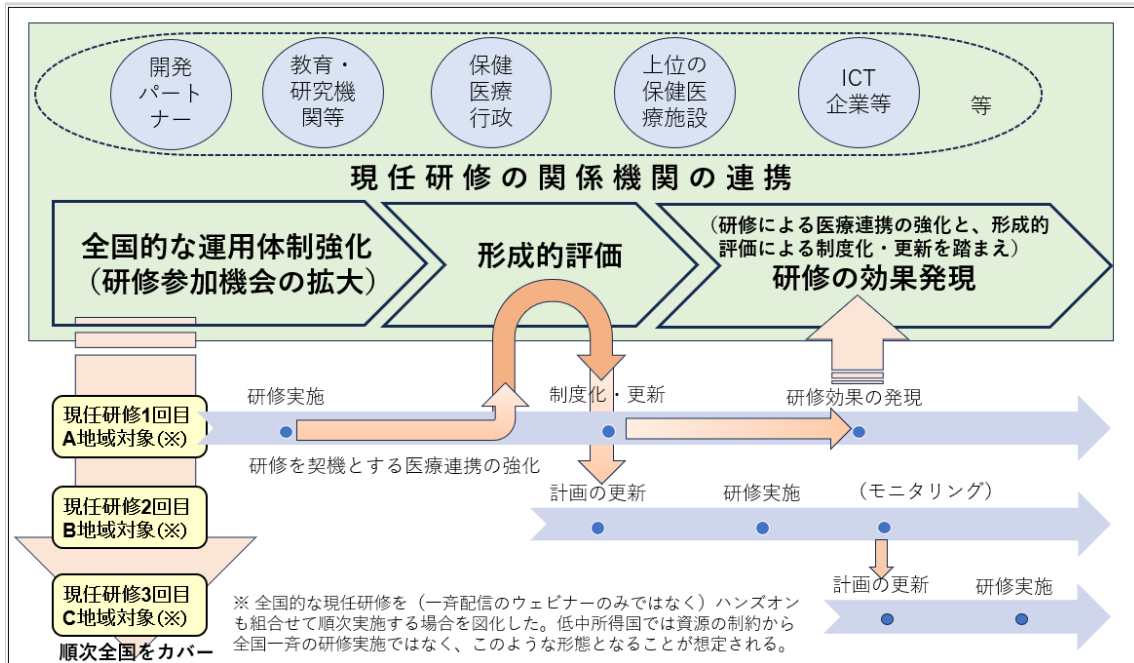 開発
パート
ナー
教育・
研究機
関等
保健
医療
行政
上位の
保健医
療施設
ICT
企業等
等
現任研修の関係機関の連携
全国的な運用体制強化
（研修参加機会の拡大）
形成的評価
（研修による医療連携の強化と、形成的
評価による制度化・更新を踏まえ）
研修の効果発現
現任研修1回目
A地域対象(※)
研修実施
制度化・更新
研修効果の発現
研修を契機とする医療連携の強化
現任研修2回目
B地域対象(※)
計画の更新
研修実施
（モニタリング）
現任研修3回目
C地域対象(※)
計画の更新
研修実施
順次全国をカバー
※ 全国的な現任研修を（一斉配信のウェビナーのみではなく）ハンズオン
も組合せて順次実施する場合を図化した。低中所得国では資源の制約から
全国一斉の研修実施ではなく、このような形態となることが想定される。